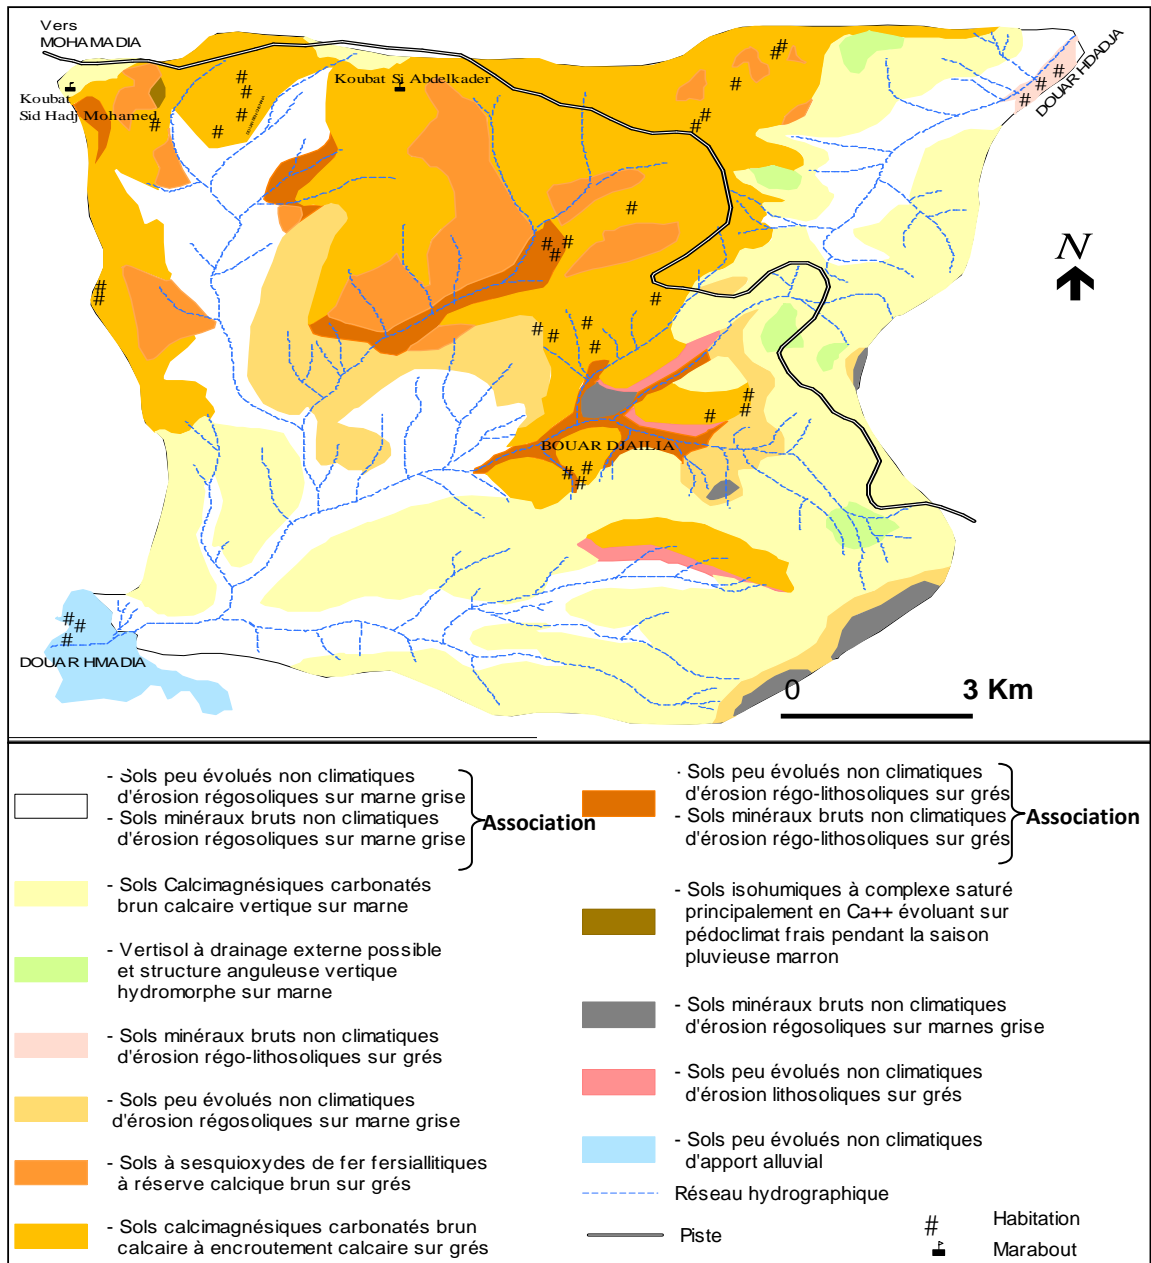 Vers
MOHAMADIA
Koubat Si Abdelkader
Koubat
Sid Hadj Mohamed
DOUAR HDADJA
N
BOUAR DJAILIA
DOUAR HMADIA
0 3 Km
- Sols peu évolués non climatiques
d'érosion régosoliques sur marne grise
- Sols minéraux bruts non climatiques
d'érosion régosoliques sur marne grise
Association
- Sols Calcimagnésiques carbonatés
brun calcaire vertique sur marne
- Vertisol à drainage externe possible
et structure anguleuse vertique
hydromorphe sur marne
- Sols minéraux bruts non climatiques
d'érosion régo-lithosoliques sur grés
- Sols peu évolués non climatiques
d'érosion régosoliques sur marne grise
- Sols à sesquioxydes de fer fersiallitiques
à réserve calcique brun sur grés
- Sols calcimagnésiques carbonatés brun
calcaire à encroutement calcaire sur grés
- Sols peu évolués non climatiques
d'érosion régo-lithosoliques sur grés
- Sols minéraux bruts non climatiques
d'érosion régo-lithosoliques sur grés
Association
- Sols isohumiques à complexe saturé
principalement en Ca++ évoluant sur
pédoclimat frais pendant la saison
pluvieuse marron
- Sols minéraux bruts non climatiques
d'érosion régosoliques sur marnes grise
- Sols peu évolués non climatiques
d'érosion lithosoliques sur grés
- Sols peu évolués non climatiques
d'apport alluvial
Réseau hydrographique
Piste
# Habitation
Marabout